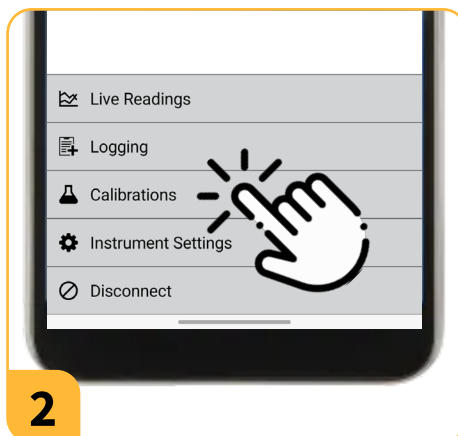 Live Readings
Logging
Calibrations
Instrument Settings
Disconnect
2